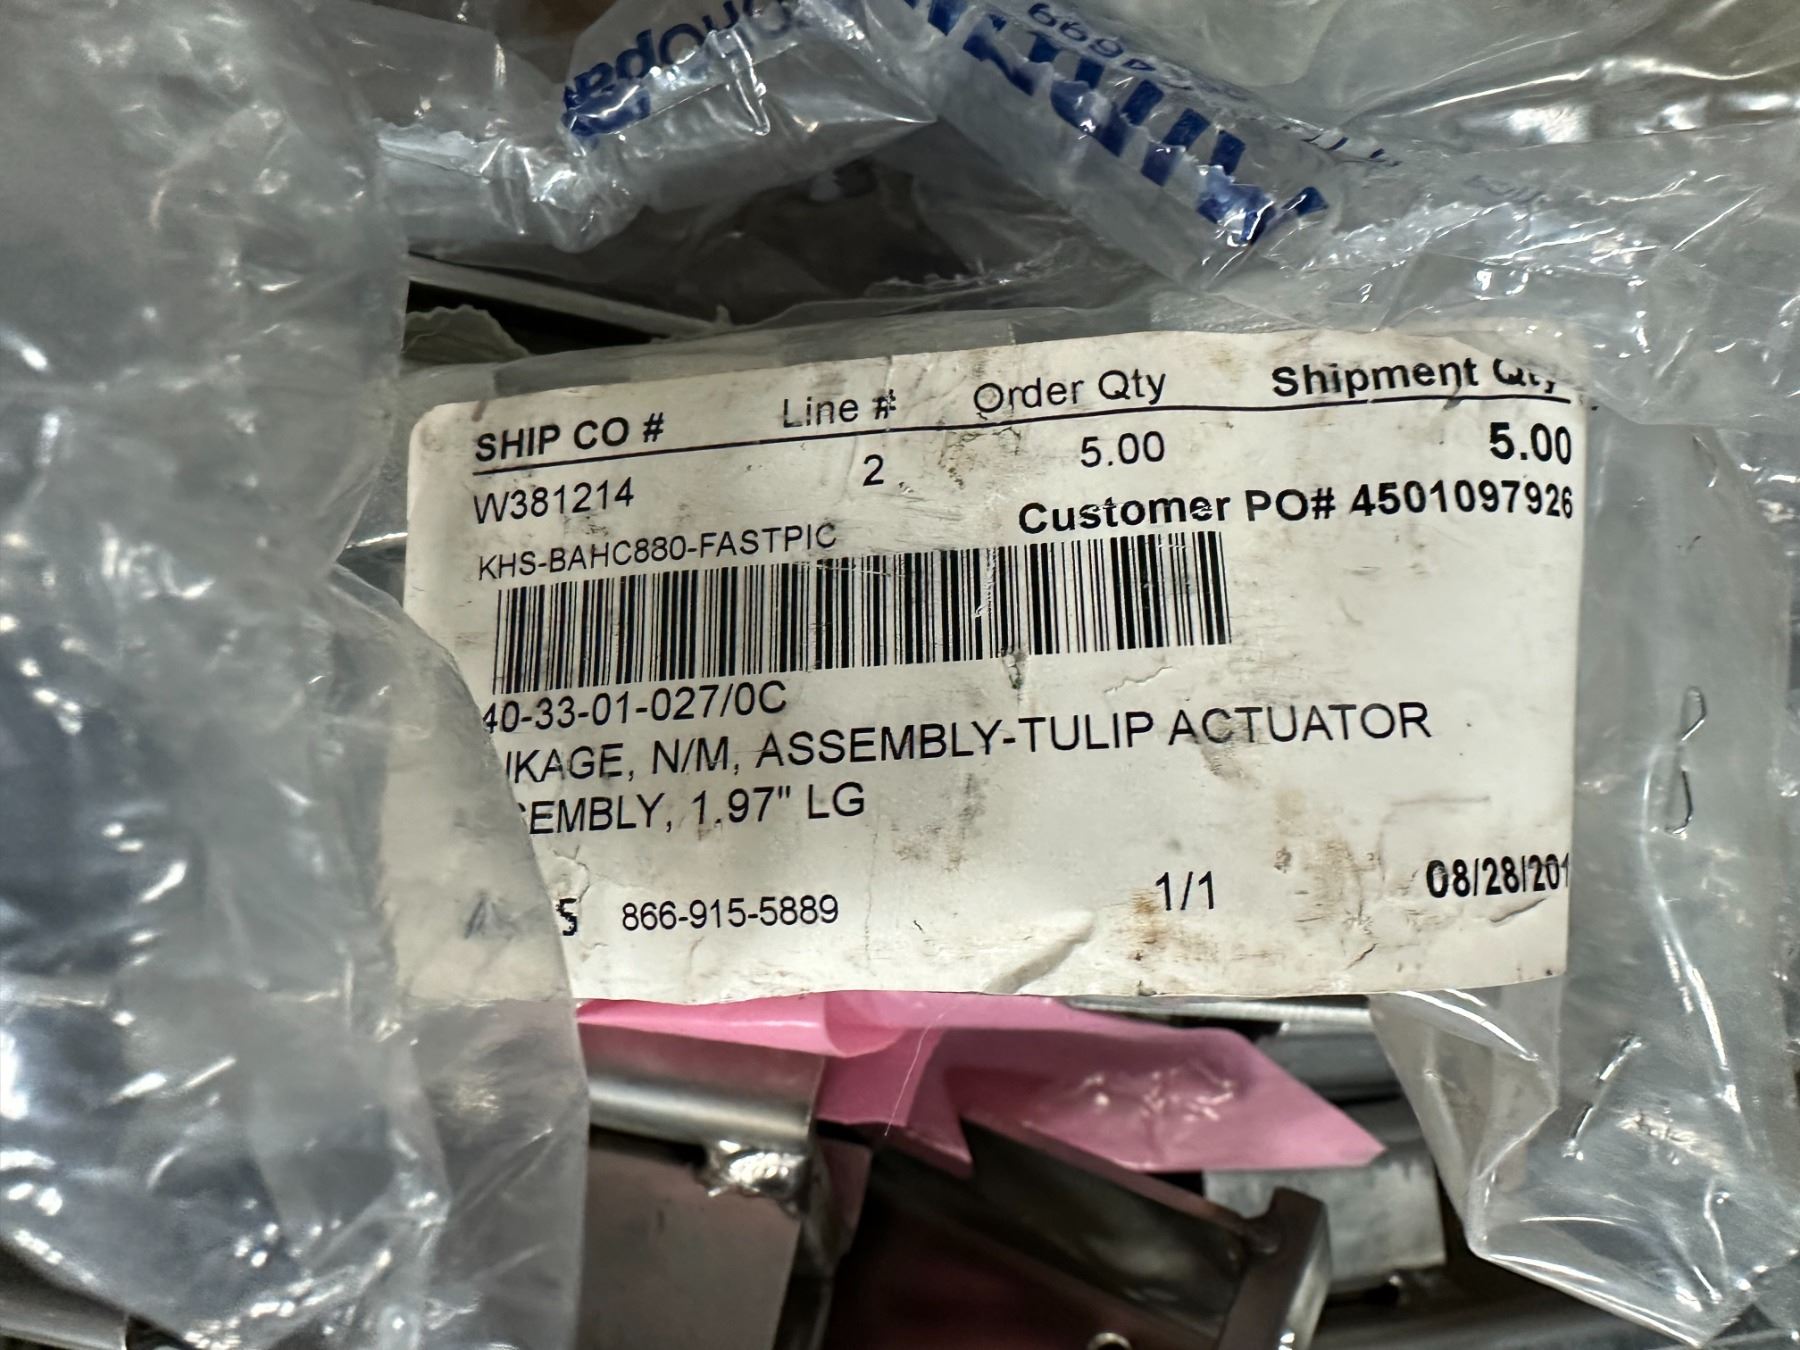 SHIP CO # Line # Order Qty Shipment Qty
W381214 2 5.00 5.00
Customer PO# 4501097926
KHS-BAHC880-FASTPIC
40-33-01-027/0C
IKAGE, N/M, ASSEMBLY-TULIP ACTUATOR
SEMBLY, 1.97" LG
S 866-915-5889 1/1 08/28/201